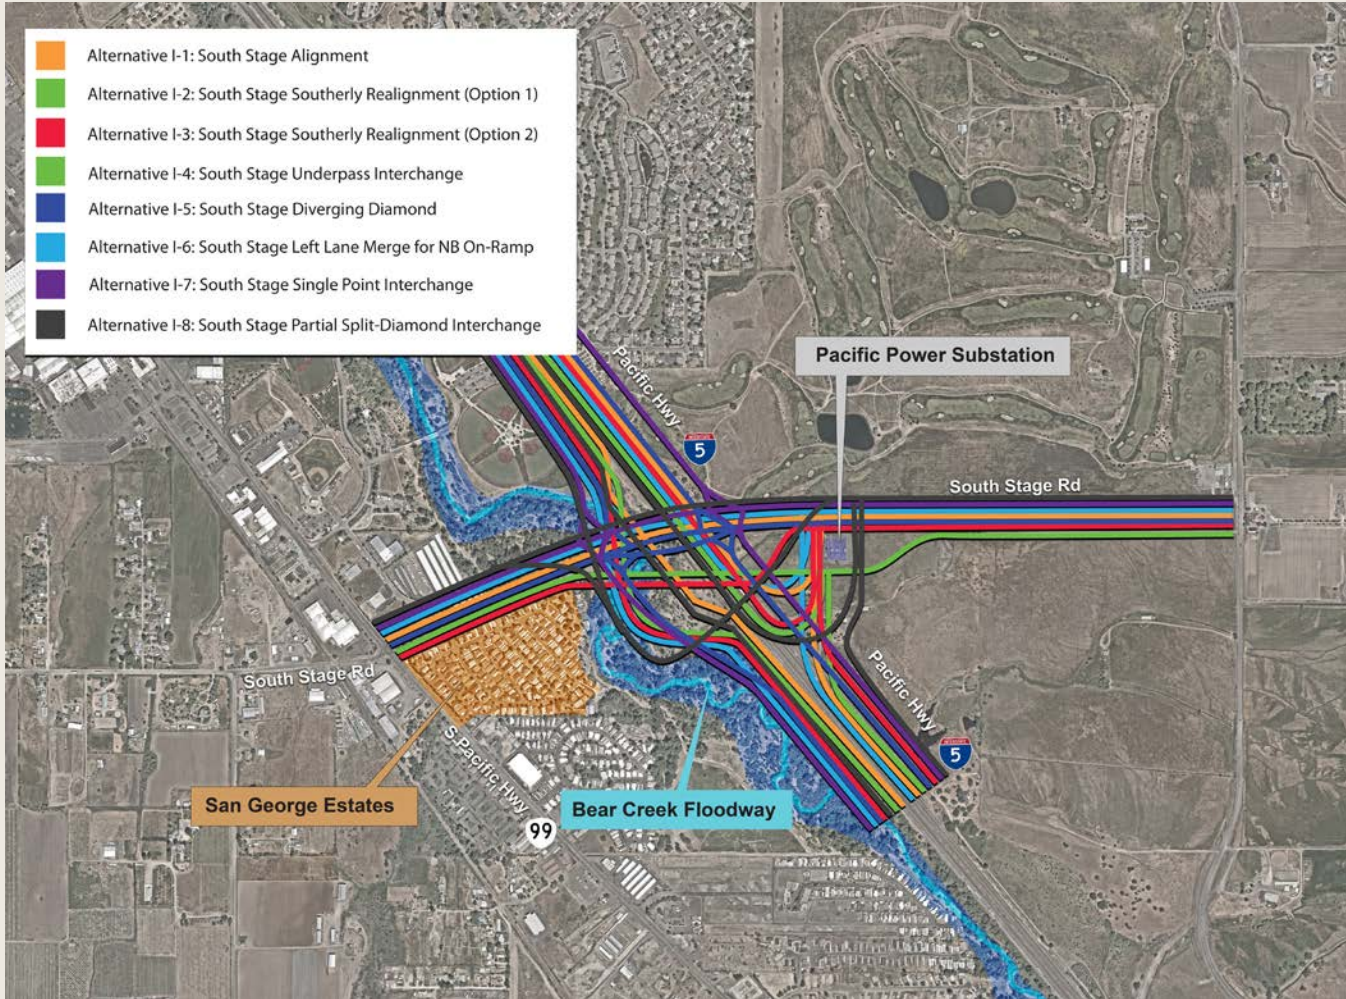 Alternative I-1: South Stage Alignment
Alternative I-2: South Stage Southerly Realignment (Option 1)
Alternative I-3: South Stage Southerly Realignment (Option 2)
Alternative I-4: South Stage Underpass Interchange
Alternative I-5: South Stage Diverging Diamond
Alternative I-6: South Stage Left Lane Merge for NB On-Ramp
Alternative I-7: South Stage Single Point Interchange
Alternative I-8: South Stage Partial Split-Diamond Interchange
Pacific Hwy
Pacific Power Substation
5
South Stage Rd
South Stage Rd
Pacific Hwy
5
S.Pacific Hwy
San George Estates
Bear Creek Floodway
99